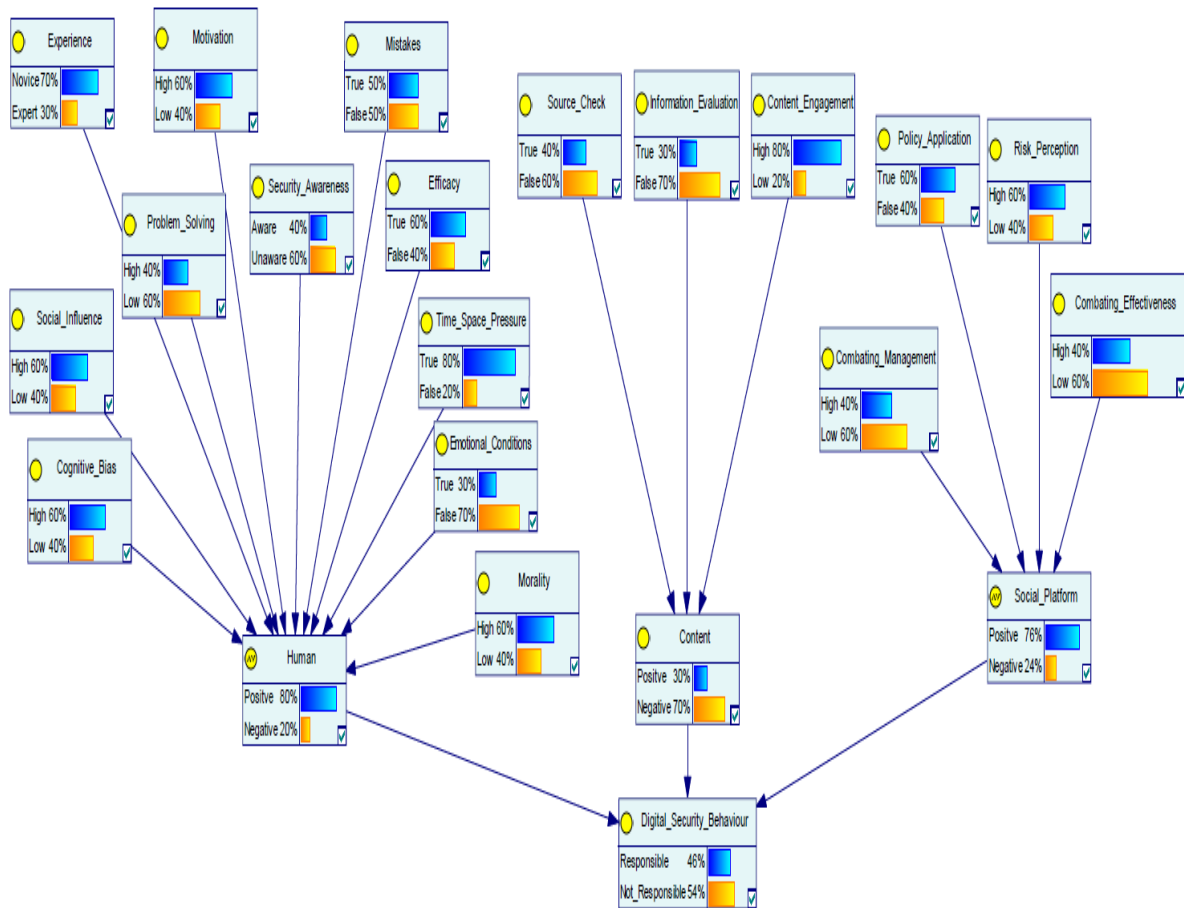 Experience
Novice 70%
Expert 30%
Motivation
High 60%
Low 40%
Mistakes
True 50%
False 50%
Source_Check
True 40%
False 60%
Information_Evaluation
True 30%
False 70%
Content_Engagement
High 80%
Low 20%
Policy_Application
True 60%
False 40%
Risk_Perception
High 60%
Low 40%
Problem_Solving
High 40%
Low 60%
Security_Awareness
Aware 40%
Unaware 60%
Efficacy
True 60%
False 40%
Social_Influence
High 60%
Low 40%
Time_Space_Pressure
True 80%
False 20%
Combating_Management
High 40%
Low 60%
Combating_Effectiveness
High 40%
Low 60%
Cognitive_Bias
High 60%
Low 40%
Emotional_Conditions
True 30%
False 70%
Morality
High 60%
Low 40%
Human
Positve 80%
Negative 20%
Content
Positve 30%
Negative 70%
Social_Platform
Positve 76%
Negative 24%
Digital_Security_Behaviour
Responsible 46%
Not_Responsible 54%